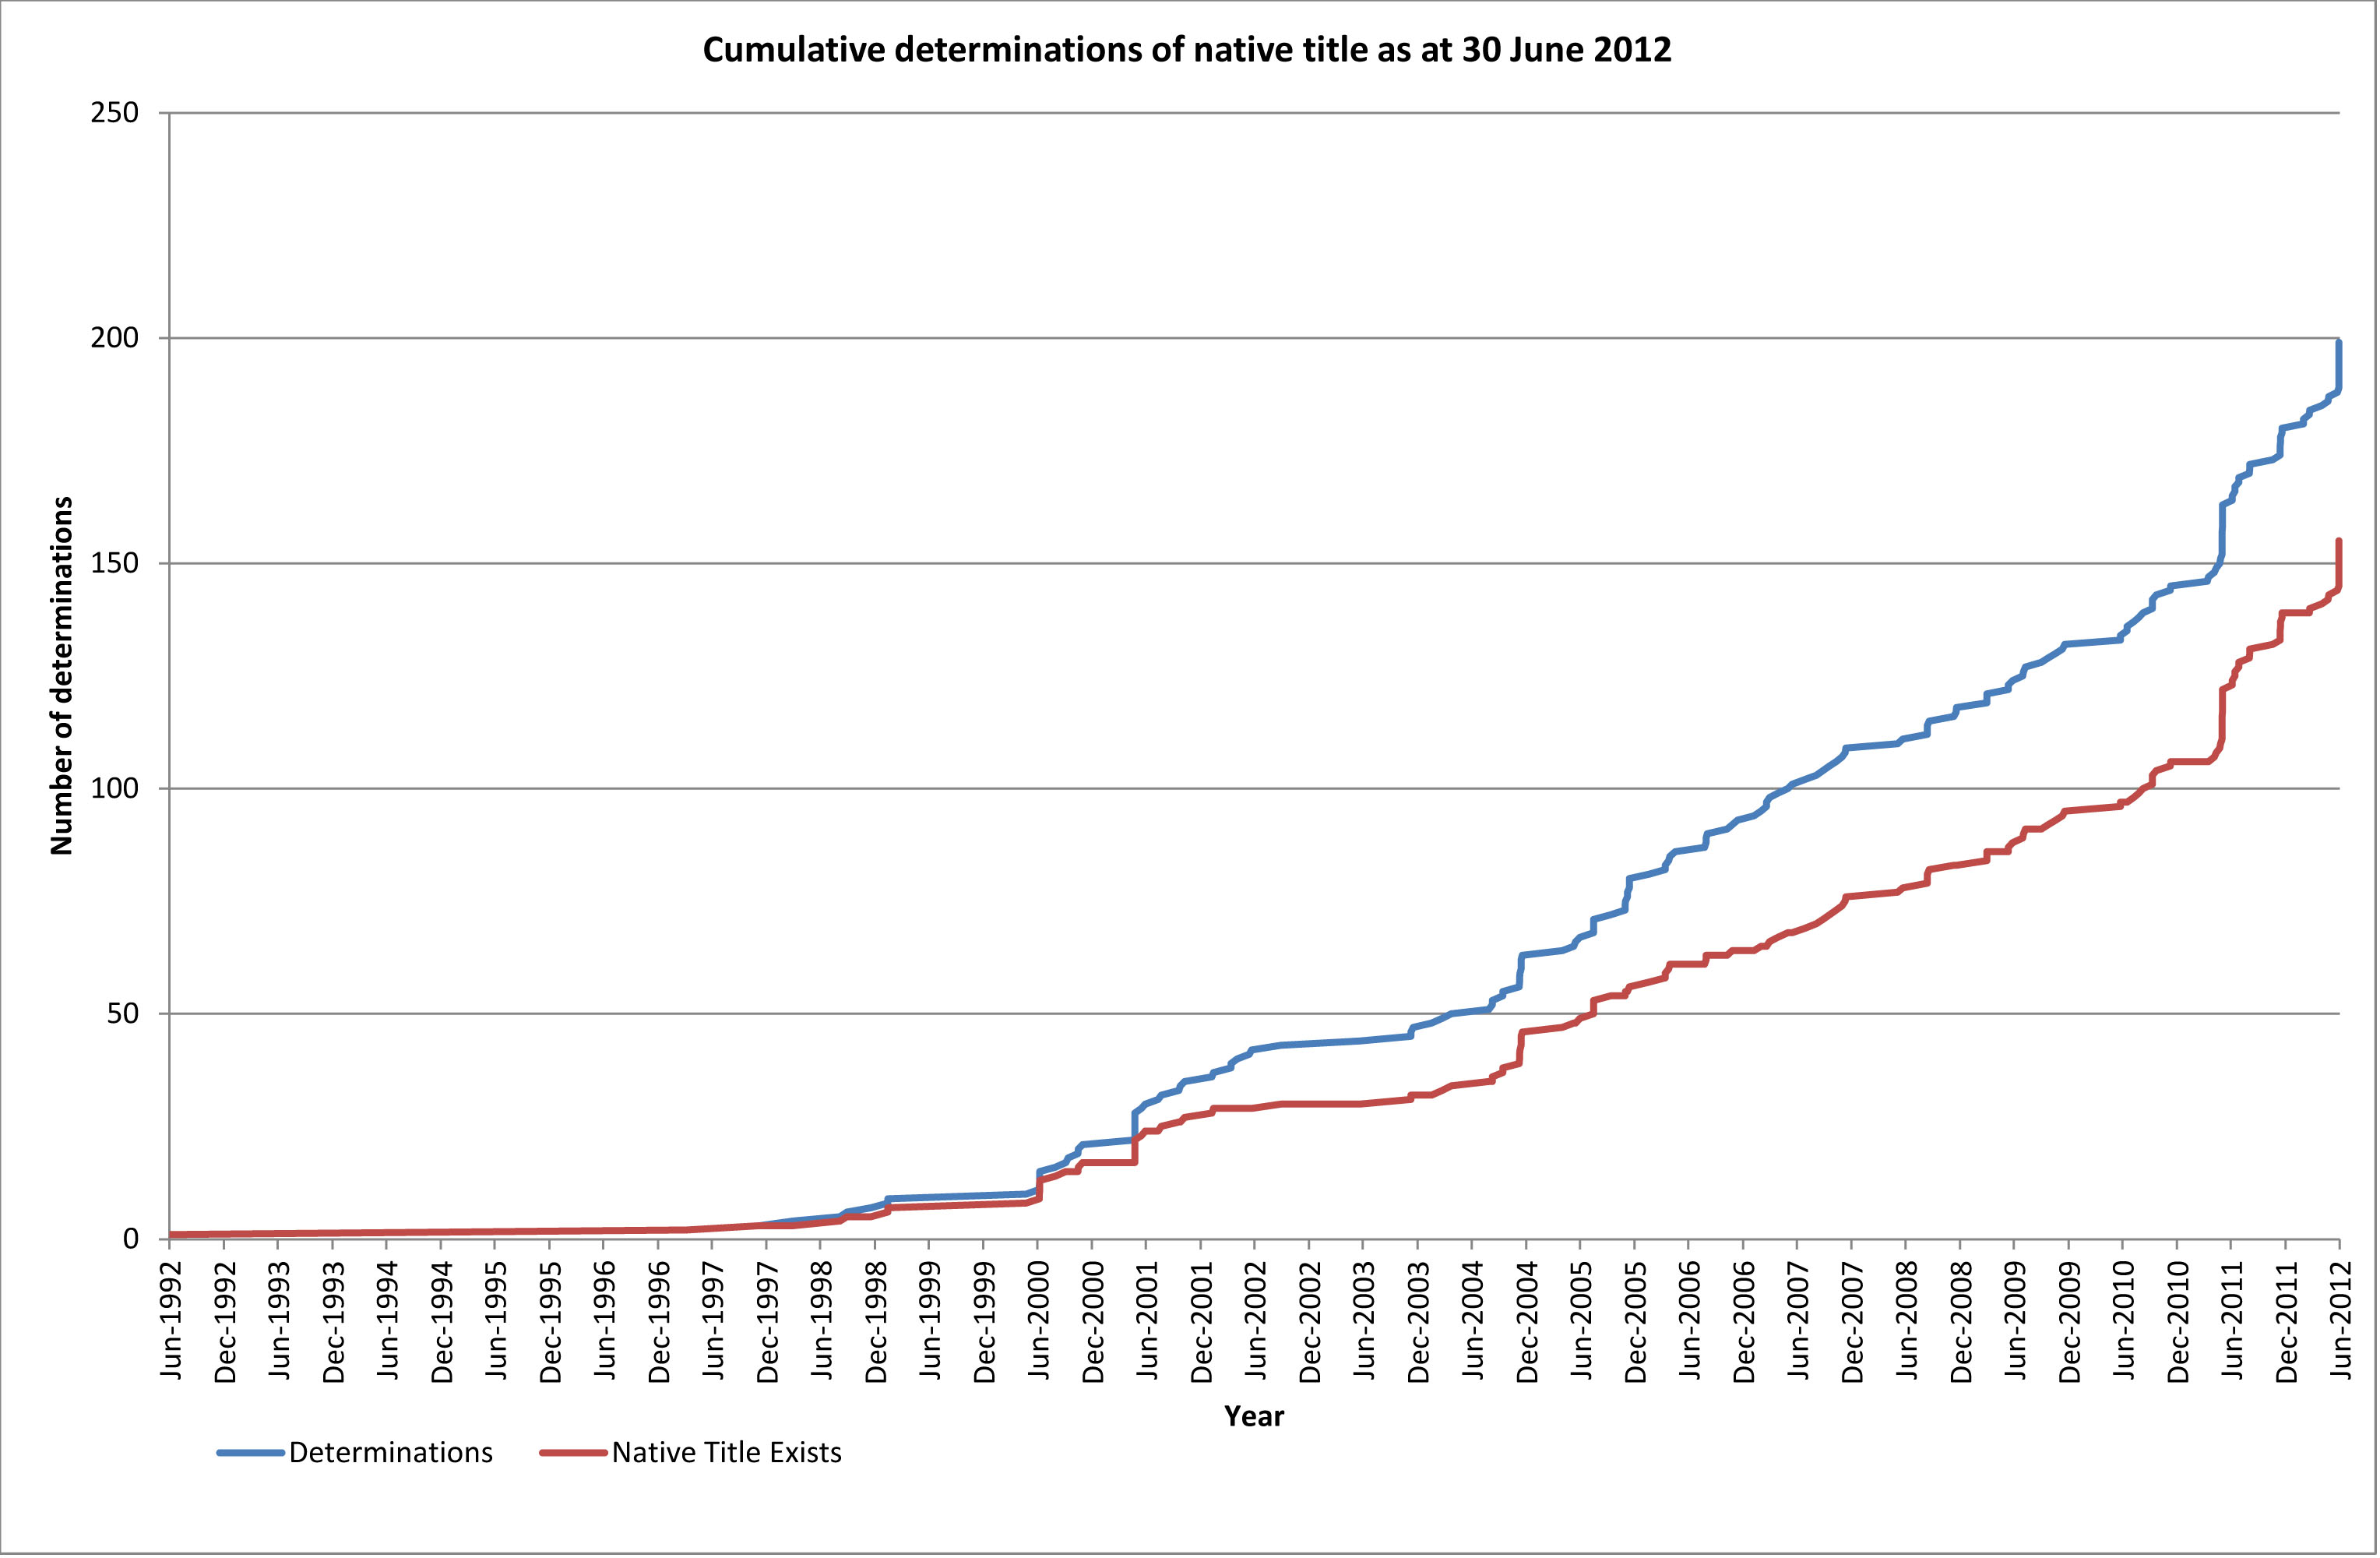 Cumulative determinations of native title as at 30 June 2012
Number of determinations
250
200
150
100
50
0
Jun-1992
Dec-1992
Jun-1993
Dec-1993
Jun-1994
Dec-1994
Jun-1995
Dec-1995
Jun-1996
Dec-1996
Jun-1997
Dec-1997
Jun-1998
Dec-1998
Jun-1999
Dec-1999
Jun-2000
Dec-2000
Jun-2001
Dec-2001
Jun-2002
Dec-2002
Jun-2003
Dec-2003
Jun-2004
Dec-2004
Jun-2005
Dec-2005
Jun-2006
Dec-2006
Jun-2007
Dec-2007
Jun-2008
Dec-2008
Jun-2009
Dec-2009
Jun-2010
Dec-2010
Jun-2011
Dec-2011
Jun-2012
Year
Determinations
Native Title Exists